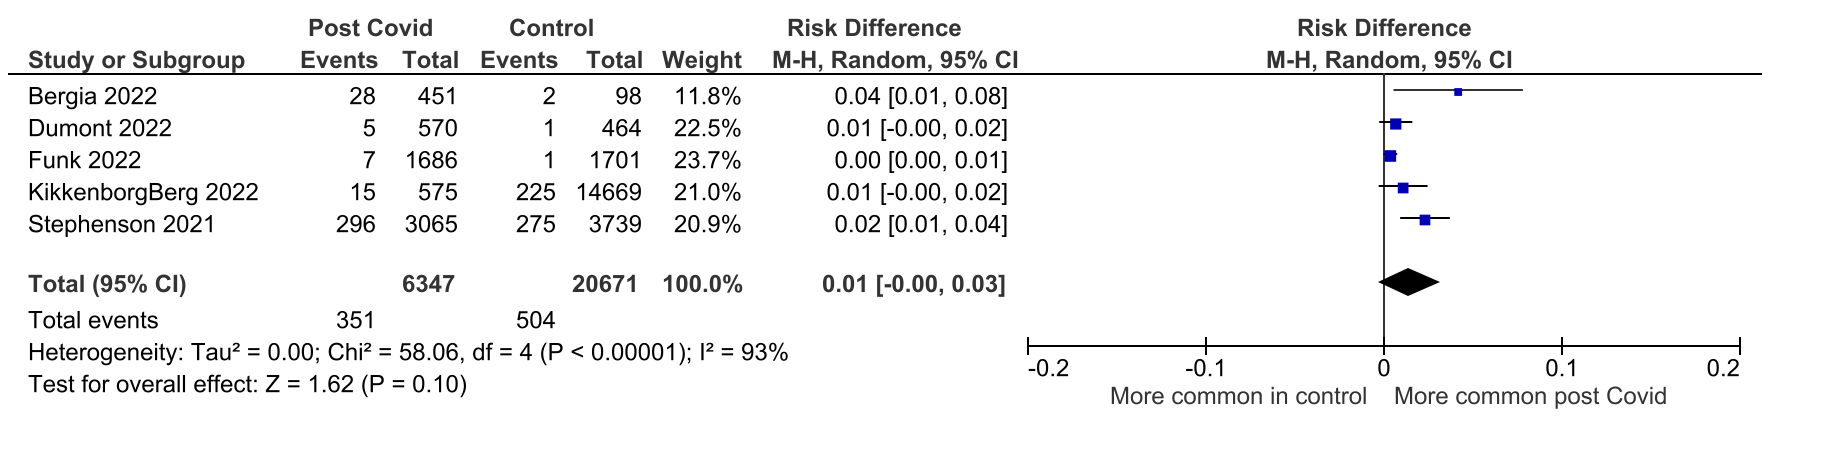 Post Covid Control Risk Difference Risk Difference
Study or Subgroup Events Total Events Total Weight M-H, Random, 95% CI M-H, Random, 95% CI
Bergia 2022 28 451 2 98 11.8% 0.04 [0.01, 0.08]
Dumont 2022 5 570 1 464 22.5% 0.01 [-0.00, 0.02]
Funk 2022 7 1686 1 1701 23.7% 0.00 [0.00, 0.01]
KikkenborgBerg 2022 15 575 225 14669 21.0% 0.01 [-0.00, 0.02]
Stephenson 2021 296 3065 275 3739 20.9% 0.02 [0.01, 0.04]
Total (95% CI) 6347 20671 100.0% 0.01 [-0.00, 0.03]
Total events 351 504
Heterogeneity: Tau² = 0.00; Chi² = 58.06, df = 4 (P < 0.00001); I² = 93%
Test for overall effect: Z = 1.62 (P = 0.10)
-0.2 -0.1 0 0.1 0.2
More common in control More common post Covid